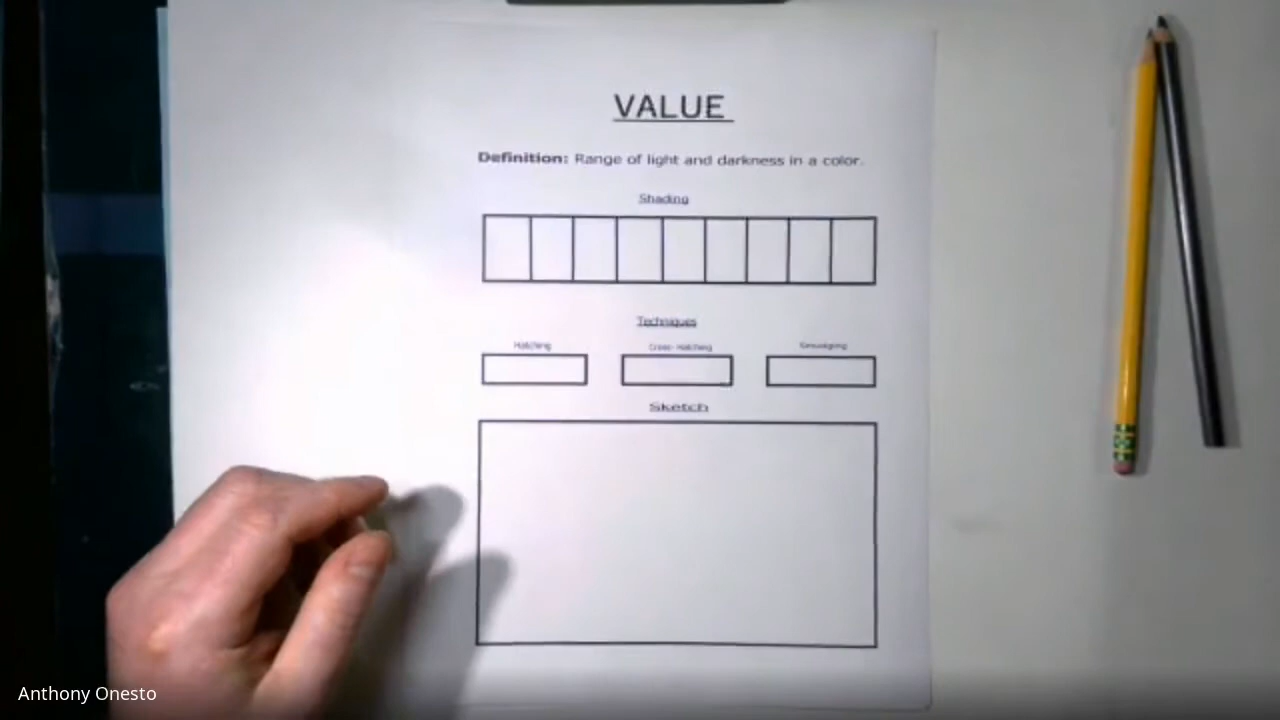 VALUE
Definition: Range of light and darkness in a color.
Shading
Techniques
Hatching
Cross- Hatching
Smudging
Sketch
Anthony Onesto